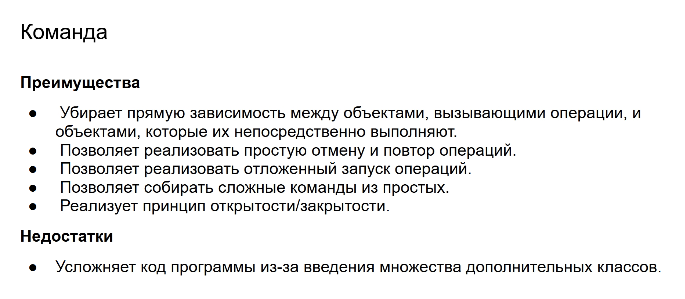 Команда
Преимущества
● Убирает прямую зависимость между объектами, вызывающими операции, и
объектами, которые их непосредственно выполняют.
● Позволяет реализовать простую отмену и повтор операций.
● Позволяет реализовать отложенный запуск операций.
● Позволяет собирать сложные команды из простых.
● Реализует принцип открытости/закрытости.
Недостатки
● Усложняет код программы из-за введения множества дополнительных классов.